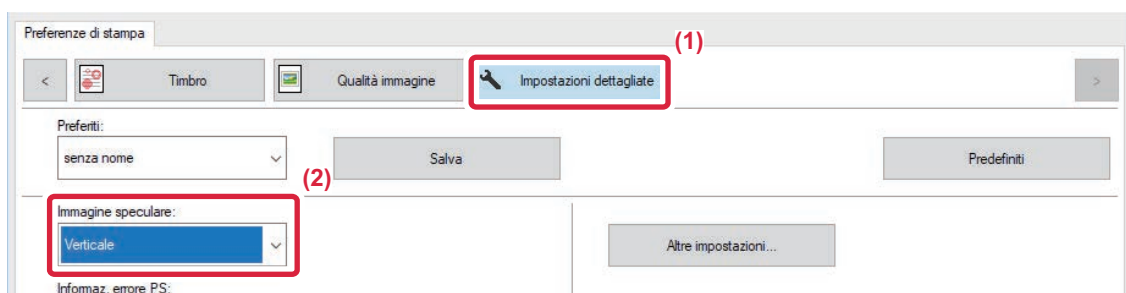 Preferenze di stampa
(1)
<
Timbro
Qualità immagine
Impostazioni dettagliate
>
Preferiti:
senza nome
Salva
Predefiniti
(2)
Immagine speculare:
Verticale
Altre impostazioni...
Informaz. errore PS: